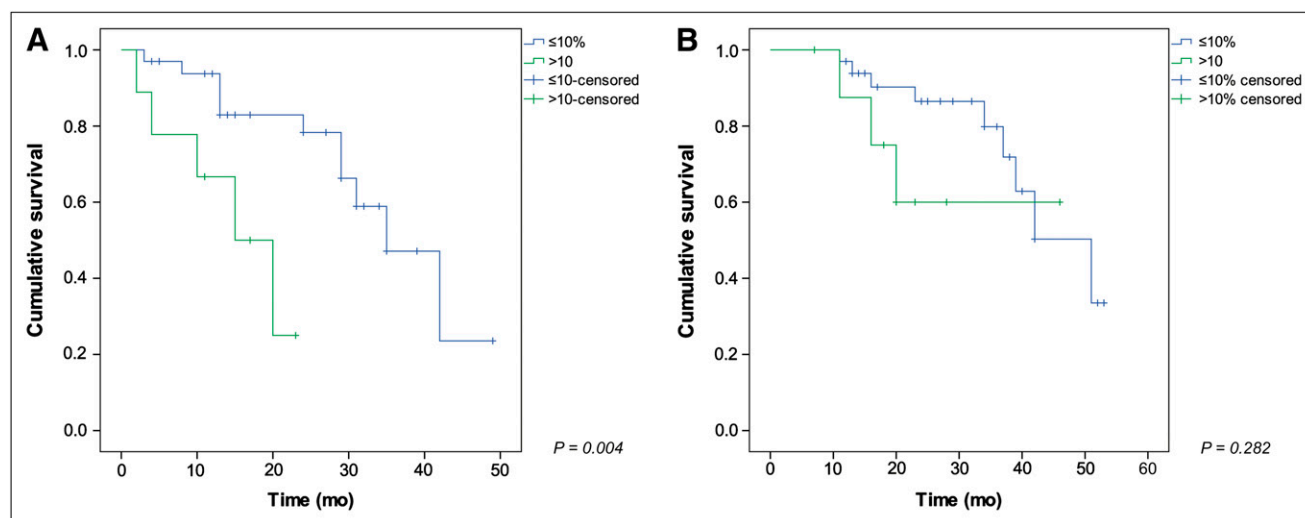 A
1.0
0.8
0.6
0.4
0.2
0.0
Cumulative survival
0 10 20 30 40 50
Time (mo)
≤10%
>10
≤10-censored
>10-censored
P = 0.004
B
1.0
0.8
0.6
0.4
0.2
0.0
Cumulative survival
0 10 20 30 40 50 60
Time (mo)
≤10%
>10
≤10% censored
>10% censored
P = 0.282